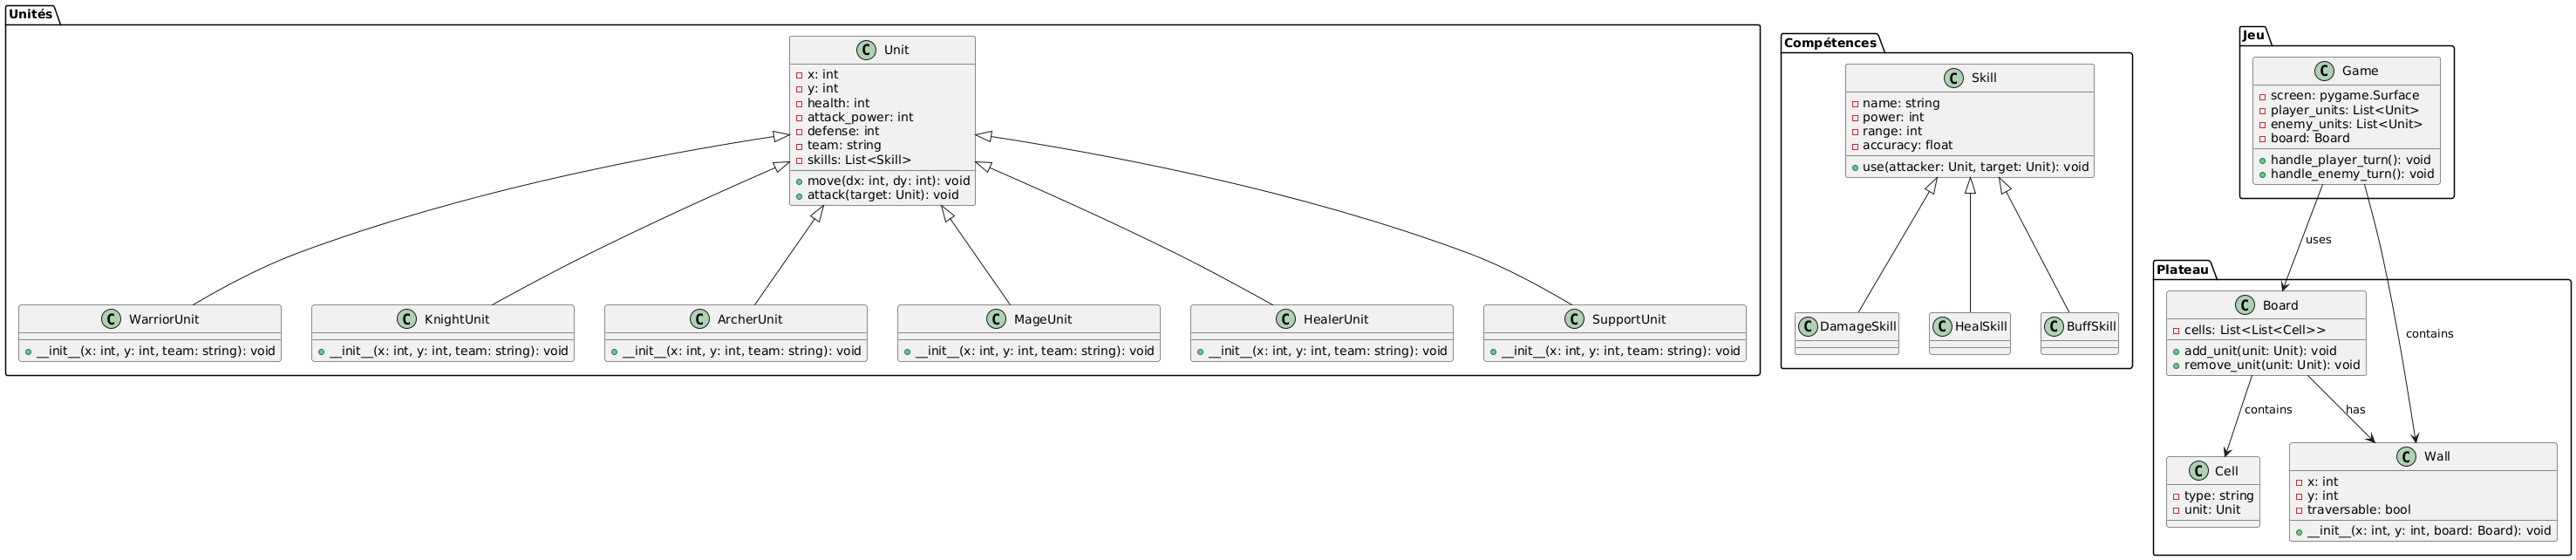 Unités
C Unit
x: int
y: int
health: int
attack_power: int
defense: int
team: string
skills: List<Skill>
move(dx: int, dy: int): void
attack(target: Unit): void
C WarriorUnit
__init__(x: int, y: int, team: string): void
C KnightUnit
__init__(x: int, y: int, team: string): void
C ArcherUnit
__init__(x: int, y: int, team: string): void
C MageUnit
__init__(x: int, y: int, team: string): void
C HealerUnit
__init__(x: int, y: int, team: string): void
C SupportUnit
__init__(x: int, y: int, team: string): void
Compétences
C Skill
name: string
power: int
range: int
accuracy: float
use(attacker: Unit, target: Unit): void
C DamageSkill
C HealSkill
C BuffSkill
Jeu
C Game
screen: pygame.Surface
player_units: List<Unit>
enemy_units: List<Unit>
board: Board
handle_player_turn(): void
handle_enemy_turn(): void
uses
contains
Plateau
C Board
cells: List<List<Cell>>
add_unit(unit: Unit): void
remove_unit(unit: Unit): void
contains
has
C Cell
type: string
unit: Unit
C Wall
x: int
y: int
traversable: bool
__init__(x: int, y: int, board: Board): void